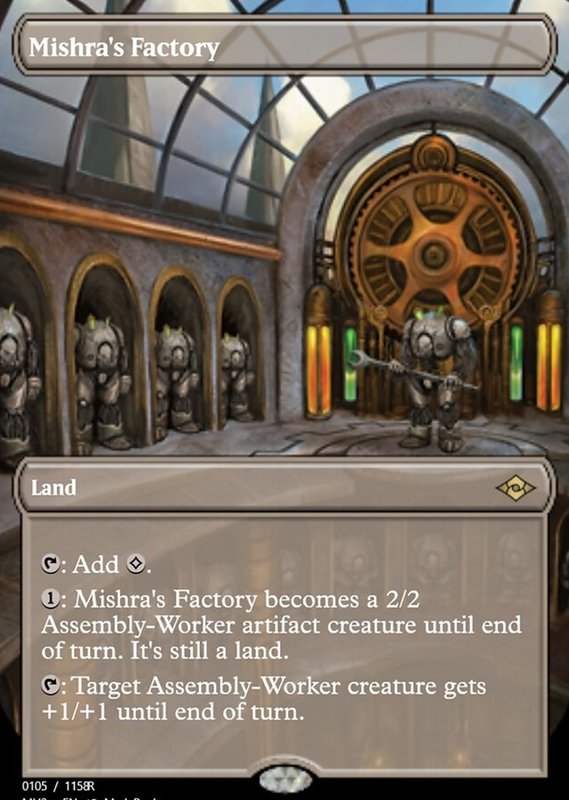 Mishra's Factory
Land
: Add .
1: Mishra's Factory becomes a 2/2
Assembly-Worker artifact creature until end
of turn. It's still a land.
: Target Assembly-Worker creature gets
+1/+1 until end of turn.
0105 / 1158R